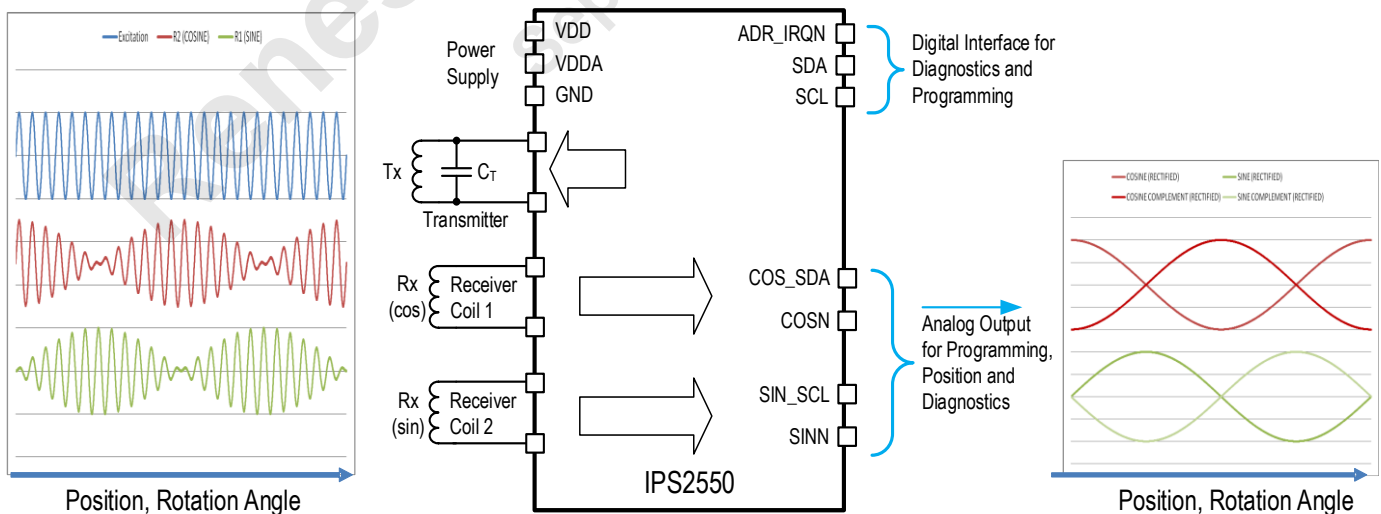 Excitation R2 (COSINE) R1 (SINE)
Position, Rotation Angle
Power
Supply
VDD
VDDA
GND
Tx
CT
Transmitter
Rx
(cos)
Receiver
Coil 1
Rx
(sin)
Receiver
Coil 2
ADR_IRQN
SDA
SCL
Digital Interface for
Diagnostics and
Programming
COS_SDA
COSN
SIN_SCL
SINN
IPS2550
Analog Output
for Programming,
Position and
Diagnostics
COSINE (RECTIFIED) SINE (RECTIFIED)
COSINE COMPLEMENT (RECTIFIED) SINE COMPLEMENT (RECTIFIED)
Position, Rotation Angle
Renes
sep